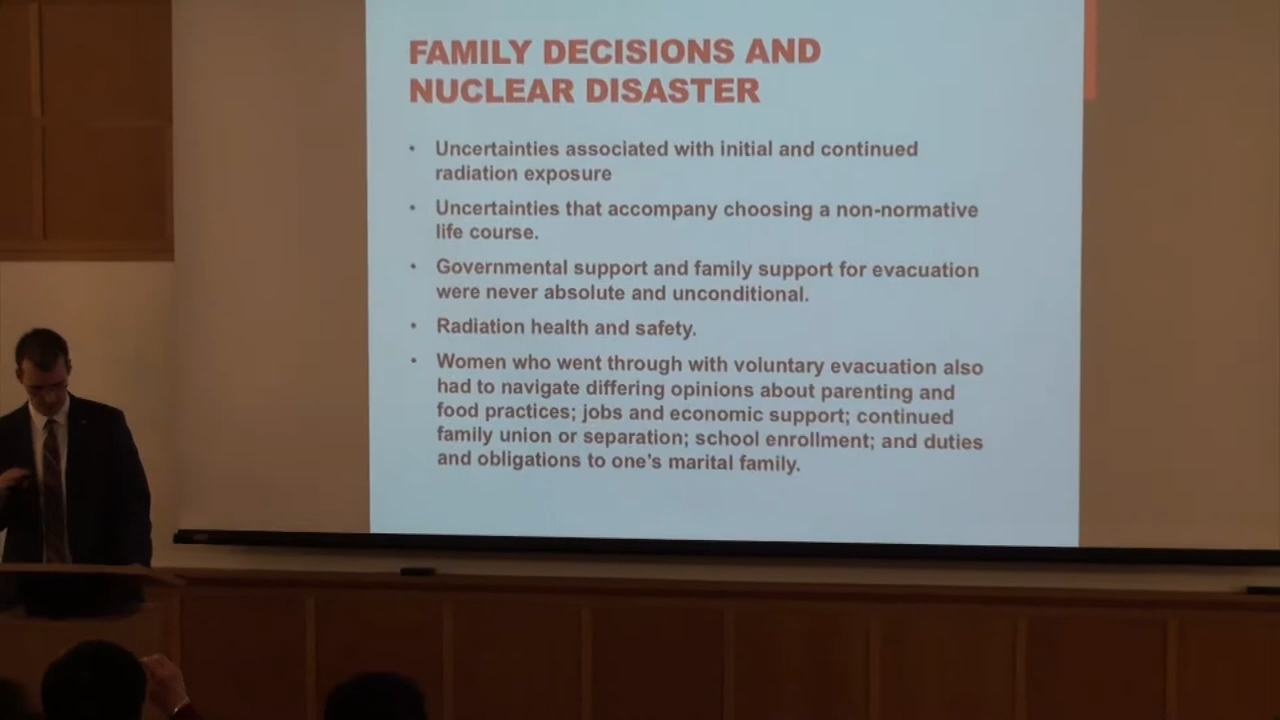 FAMILY DECISIONS AND
NUCLEAR DISASTER
• Uncertainties associated with initial and continued
radiation exposure
• Uncertainties that accompany choosing a non-normative
life course.
• Governmental support and family support for evacuation
were never absolute and unconditional.
• Radiation health and safety.
• Women who went through with voluntary evacuation also
had to navigate differing opinions about parenting and
food practices; jobs and economic support; continued
family union or separation; school enrollment; and duties
and obligations to one's marital family.